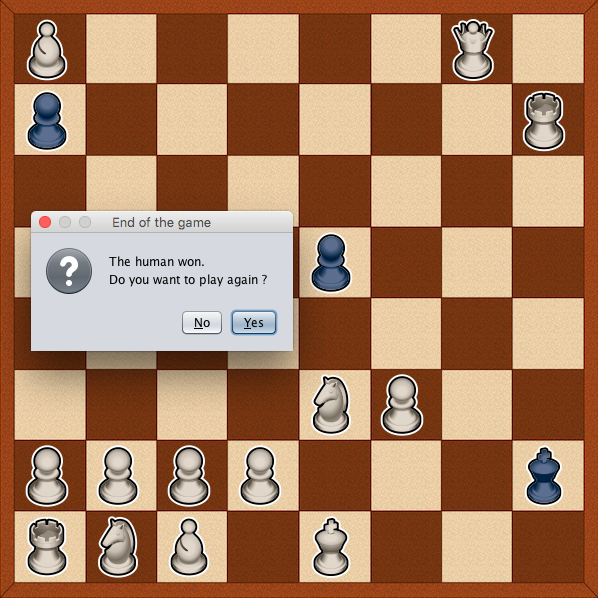 End of the game
The human won.
Do you want to play again ?
No
Yes